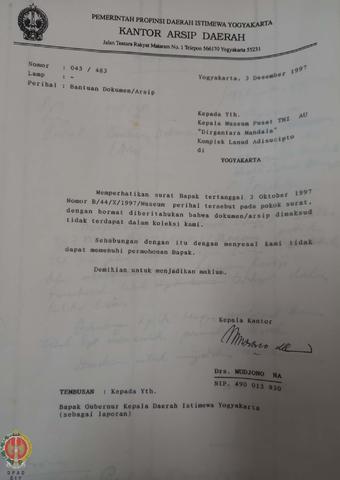 PEMERINTAH PROPINSI DAERAH ISTIMEWA YOGYAKARTA
KANTOR ARSIP DAERAH
Jalan Tentara Rakyat Mataram No. 1 Telepon 566170 Yogyakarta 55231
Nomor : 045 / 483
Lamp : -
Perihal : Bantuan Dokumen/Arsip
Yogyakarta, 3 Desember 1997
Kepada Yth.
Kepala Museum Pusat TNI AU
"Dirgantara Mandala"
Komplek Lanud Adisucipto
di
YOGYAKARTA
Memperhatikan surat Bapak tertanggal 3 Oktober 1997
Nomor B/44/X/1997/Museum perihal tersebut pada pokok surat,
dengan hormat diberitahukan bahwa dokumen/arsip dimaksud
tidak terdapat dalam koleksi kami.
Sehubungan dengan itu dengan menyesal kami tidak
dapat memenuhi permohonan Bapak.
Demikian untuk menjadikan maklum.
Kepala Kantor
Drs. MUDJONO NA
NIP. 490 013 930
TEMBUSAN : Kepada Yth.
Bapak Gubernur Kepala Daerah Istimewa Yogyakarta
(sebagai laporan)
DPAD
DIY